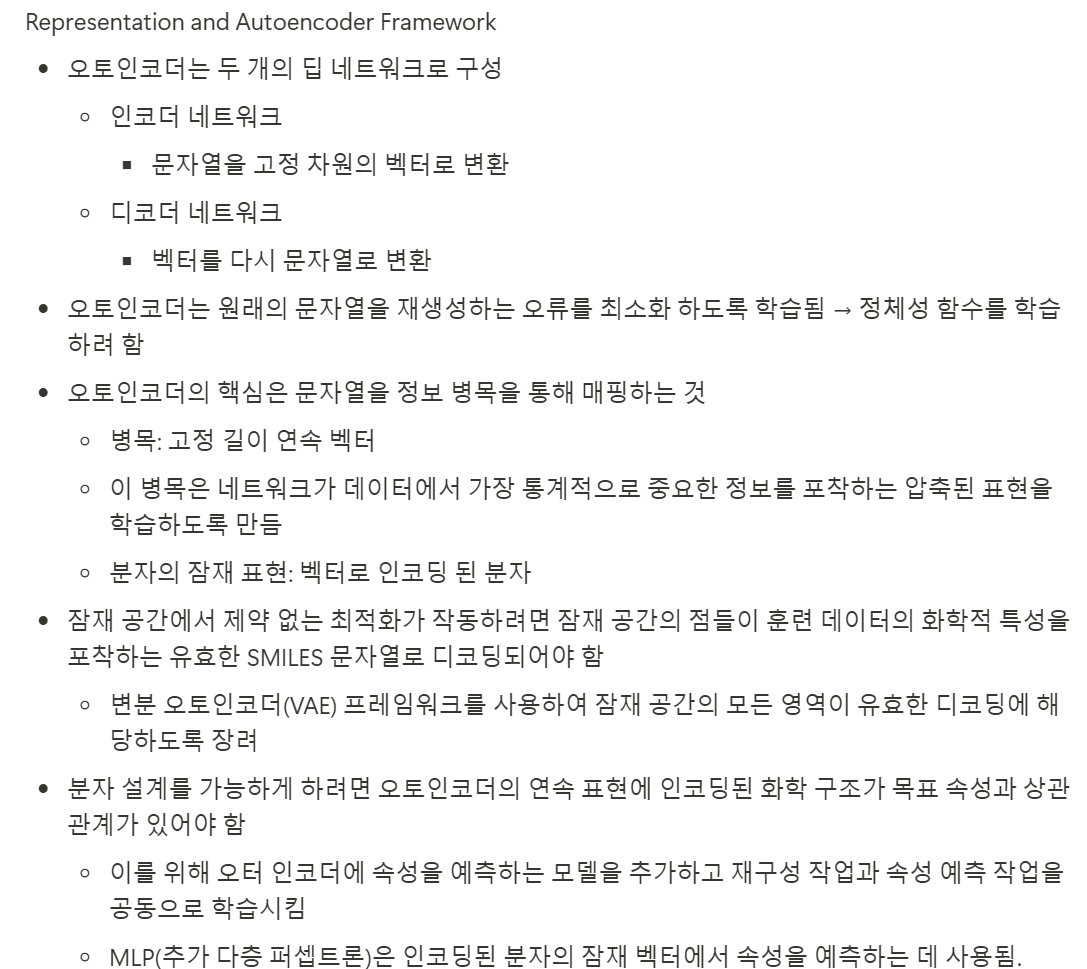 Representation and Autoencoder Framework
• 오토인코더는 두 개의 딥 네트워크로 구성
◦ 인코더 네트워크
▪ 문자열을 고정 차원의 벡터로 변환
◦ 디코더 네트워크
▪ 벡터를 다시 문자열로 변환
• 오토인코더는 원래의 문자열을 재생성하는 오류를 최소화 하도록 학습됨 → 정체성 함수를 학습
하려 함
• 오토인코더의 핵심은 문자열을 정보 병목을 통해 매핑하는 것
◦ 병목: 고정 길이 연속 벡터
◦ 이 병목은 네트워크가 데이터에서 가장 통계적으로 중요한 정보를 포착하는 압축된 표현을
학습하도록 만듬
◦ 분자의 잠재 표현: 벡터로 인코딩 된 분자
• 잠재 공간에서 제약 없는 최적화가 작동하려면 잠재 공간의 점들이 훈련 데이터의 화학적 특성을
포착하는 유효한 SMILES 문자열로 디코딩되어야 함
◦ 변분 오토인코더(VAE) 프레임워크를 사용하여 잠재 공간의 모든 영역이 유효한 디코딩에 해
당하도록 장려
• 분자 설계를 가능하게 하려면 오토인코더의 연속 표현에 인코딩된 화학 구조가 목표 속성과 상관
관계가 있어야 함
◦ 이를 위해 오터 인코더에 속성을 예측하는 모델을 추가하고 재구성 작업과 속성 예측 작업을
공동으로 학습시킴
◦ MLP(추가 다층 퍼셉트론)은 인코딩된 분자의 잠재 벡터에서 속성을 예측하는 데 사용됨.